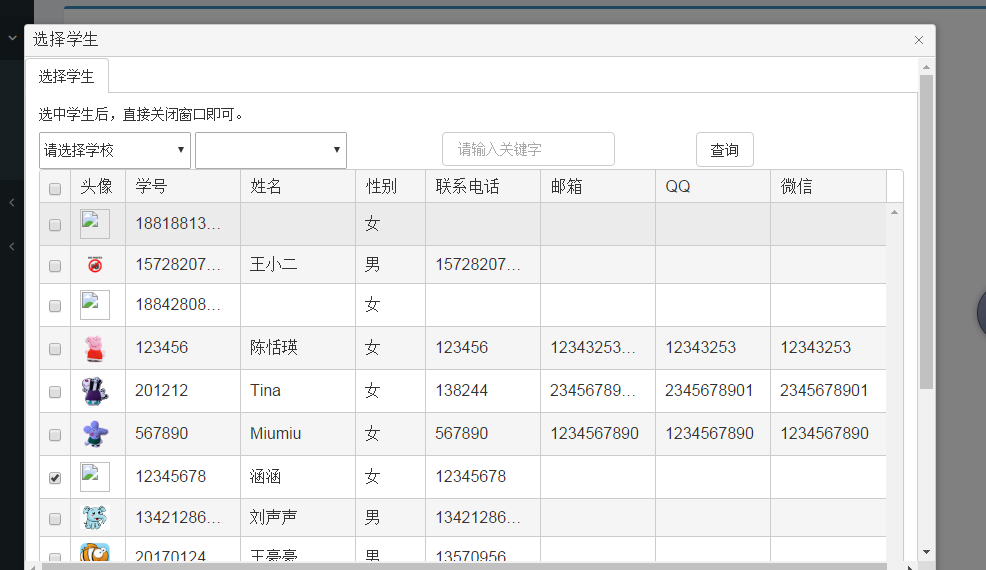 选择学生
选择学生
选中学生后，直接关闭窗口即可。
请选择学校 请输入关键字 查询
头像 学号 姓名 性别 联系电话 邮箱 QQ 微信
18818813... 女
15728207... 王小二 男 15728207...
18842808... 女
123456 陈恬瑛 女 123456 12343253... 12343253 12343253
201212 Tina 女 138244 23456789... 2345678901 2345678901
567890 Miumiu 女 567890 1234567890 1234567890 1234567890
12345678 涵涵 女 12345678
13421286... 刘声声 男 13421286...
20170124 王豪豪 男 13570956